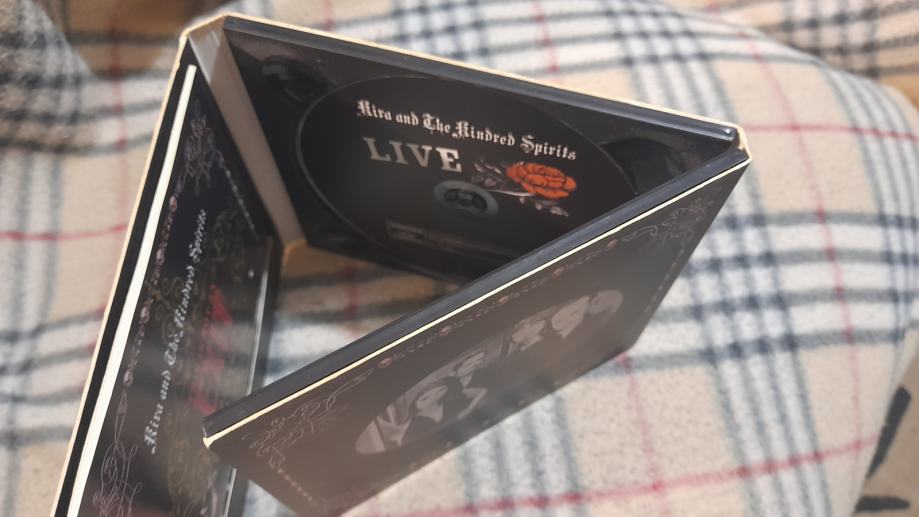 Kira and The Kindred Spirits
LIVE
Kira and The Kindred Spirits